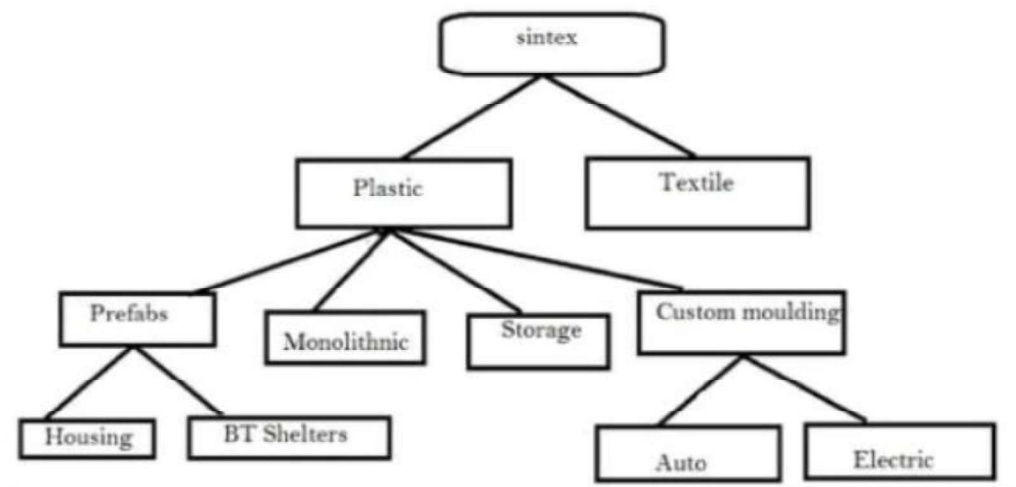 sintex
Plastic
Textile
Prefabs
Monolithnic
Storage
Custom moulding
Housing
BT Shelters
Auto
Electric